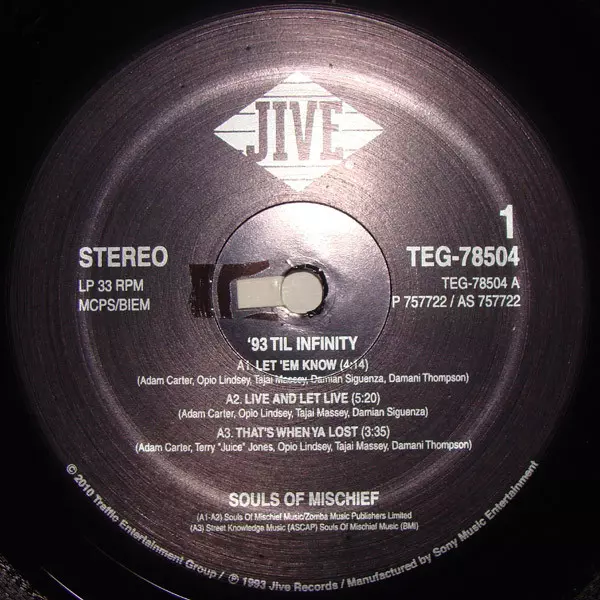 JIVE
1
STEREO
TEG-78504
LP 33 RPM
TEG-78504 A
MCPS/BIEM
P 757722 / AS 757722
'93 TIL INFINITY
A1. LET 'EM KNOW (4:14)
(Adam Carter, Opio Lindsey, Tajai Massey, Damian Siguenza, Damani Thompson)
A2. LIVE AND LET LIVE (5:20)
(Adam Carter, Opio Lindsey, Tajai Massey, Damian Siguenza)
A3. THAT'S WHEN YA LOST (3:35)
(Adam Carter, Terry "Juice" Jones, Opio Lindsey, Tajai Massey, Damani Thompson)
SOULS OF MISCHIEF
(A1-A2) Souls Of Mischief Music/Zomba Music Publishers Limited
(A3) Street Knowledge Music (ASCAP) Souls Of Mischief Music (BMI)
© 2010 Traffic Entertainment Group / ℗ 1993 Jive Records / Manufactured by Sony Music Entertainment